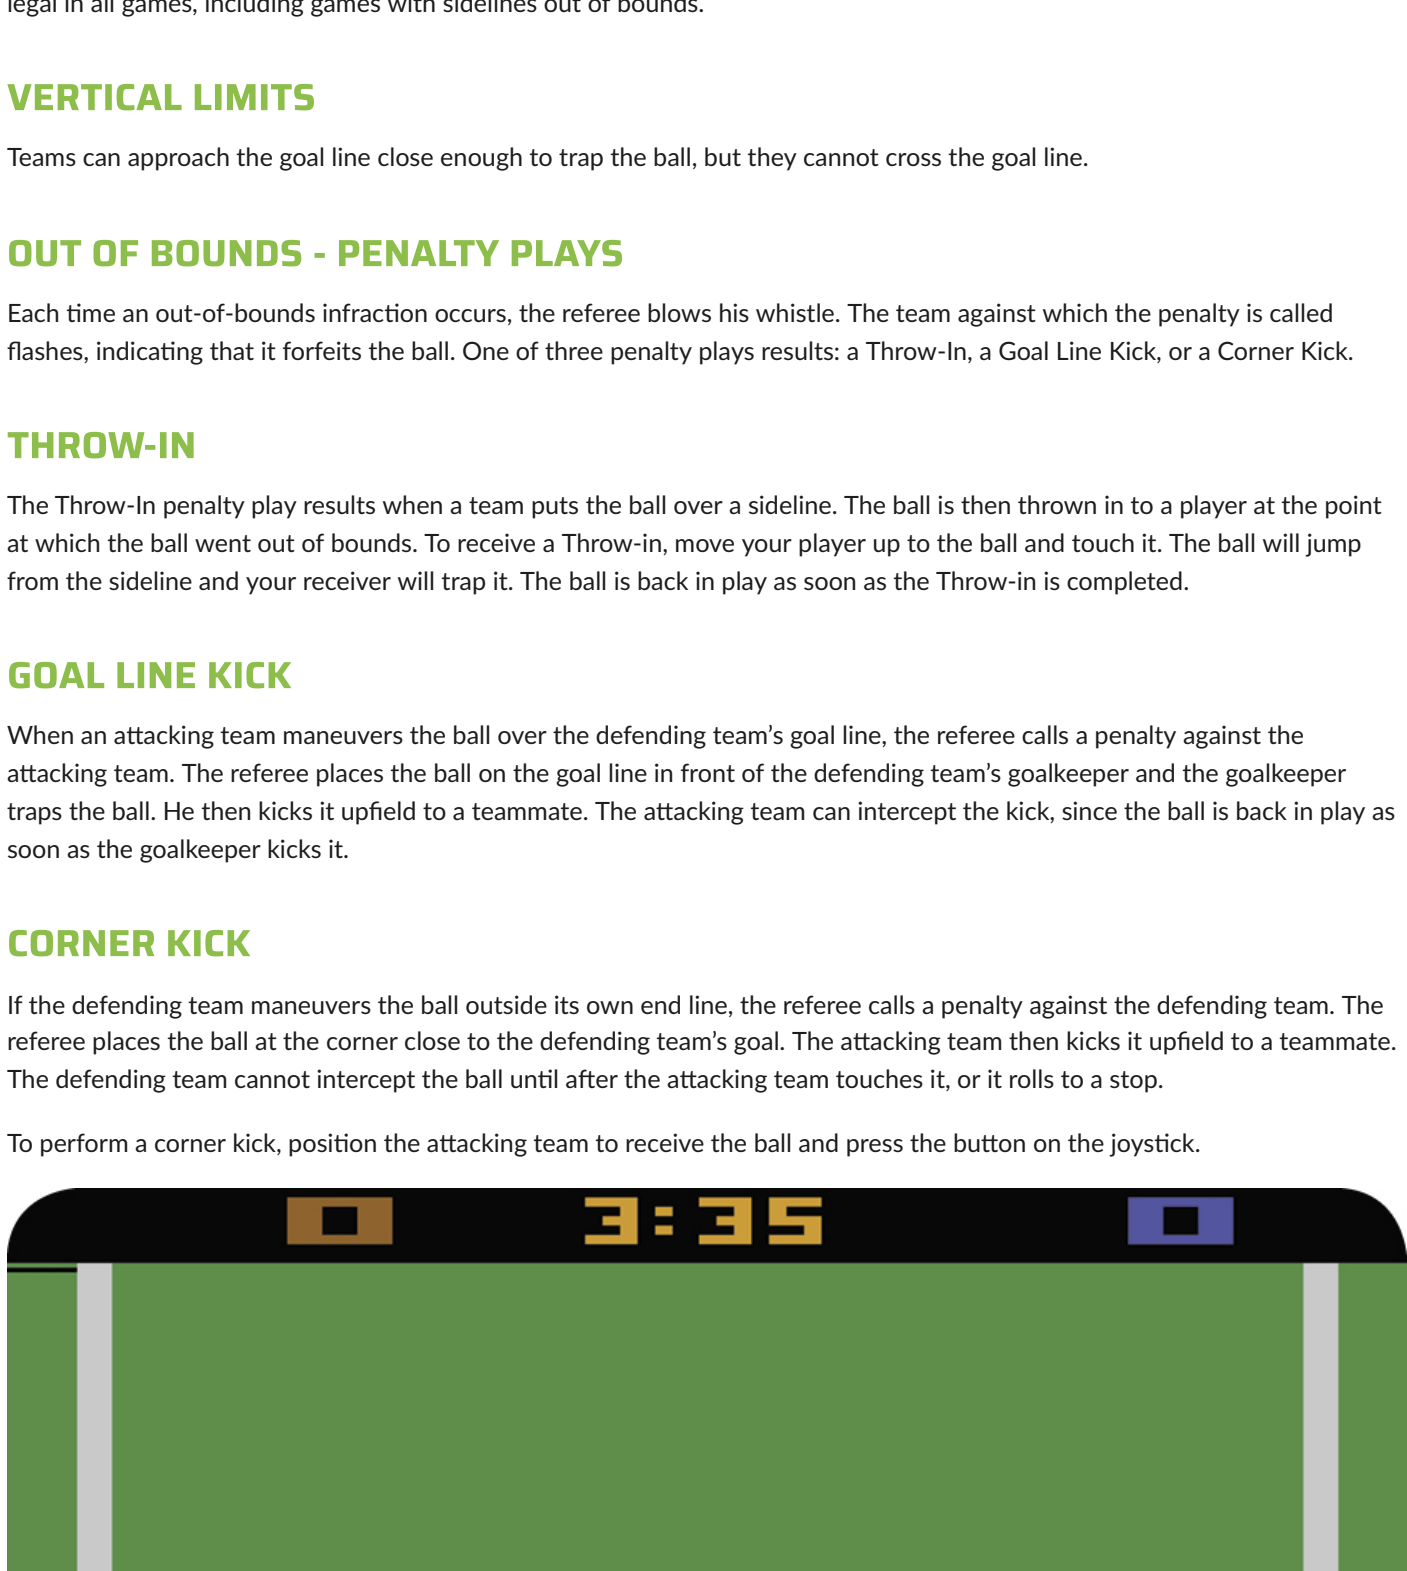 legal in all games, including games with sidelines out of bounds.
VERTICAL LIMITS
Teams can approach the goal line close enough to trap the ball, but they cannot cross the goal line.
OUT OF BOUNDS - PENALTY PLAYS
Each time an out-of-bounds infraction occurs, the referee blows his whistle. The team against which the penalty is called
flashes, indicating that it forfeits the ball. One of three penalty plays results: a Throw-In, a Goal Line Kick, or a Corner Kick.
THROW-IN
The Throw-In penalty play results when a team puts the ball over a sideline. The ball is then thrown in to a player at the point
at which the ball went out of bounds. To receive a Throw-in, move your player up to the ball and touch it. The ball will jump
from the sideline and your receiver will trap it. The ball is back in play as soon as the Throw-in is completed.
GOAL LINE KICK
When an attacking team maneuvers the ball over the defending team’s goal line, the referee calls a penalty against the
attacking team. The referee places the ball on the goal line in front of the defending team’s goalkeeper and the goalkeeper
traps the ball. He then kicks it upfield to a teammate. The attacking team can intercept the kick, since the ball is back in play as
soon as the goalkeeper kicks it.
CORNER KICK
If the defending team maneuvers the ball outside its own end line, the referee calls a penalty against the defending team. The
referee places the ball at the corner close to the defending team’s goal. The attacking team then kicks it upfield to a teammate.
The defending team cannot intercept the ball until after the attacking team touches it, or it rolls to a stop.
To perform a corner kick, position the attacking team to receive the ball and press the button on the joystick.
0 3:35 0